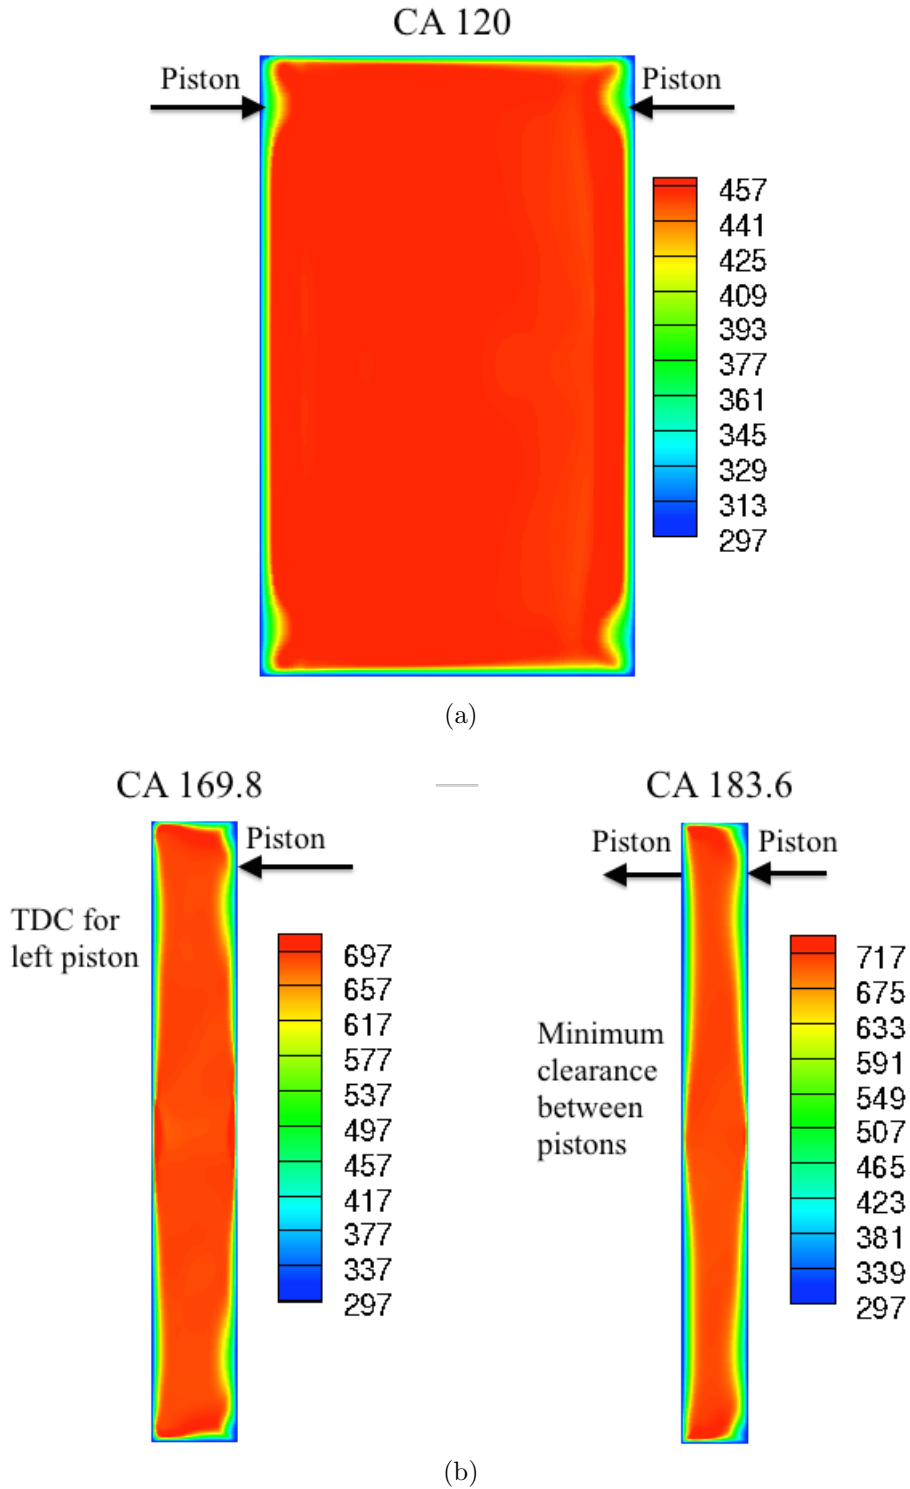 CA 120
Piston
Piston
457
441
425
409
393
377
361
345
329
313
297
(a)
CA 169.8
Piston
TDC for
left piston
697
657
617
577
537
497
457
417
377
337
297
CA 183.6
Piston
Piston
Minimum
clearance
between
pistons
717
675
633
591
549
507
465
423
381
339
297
(b)